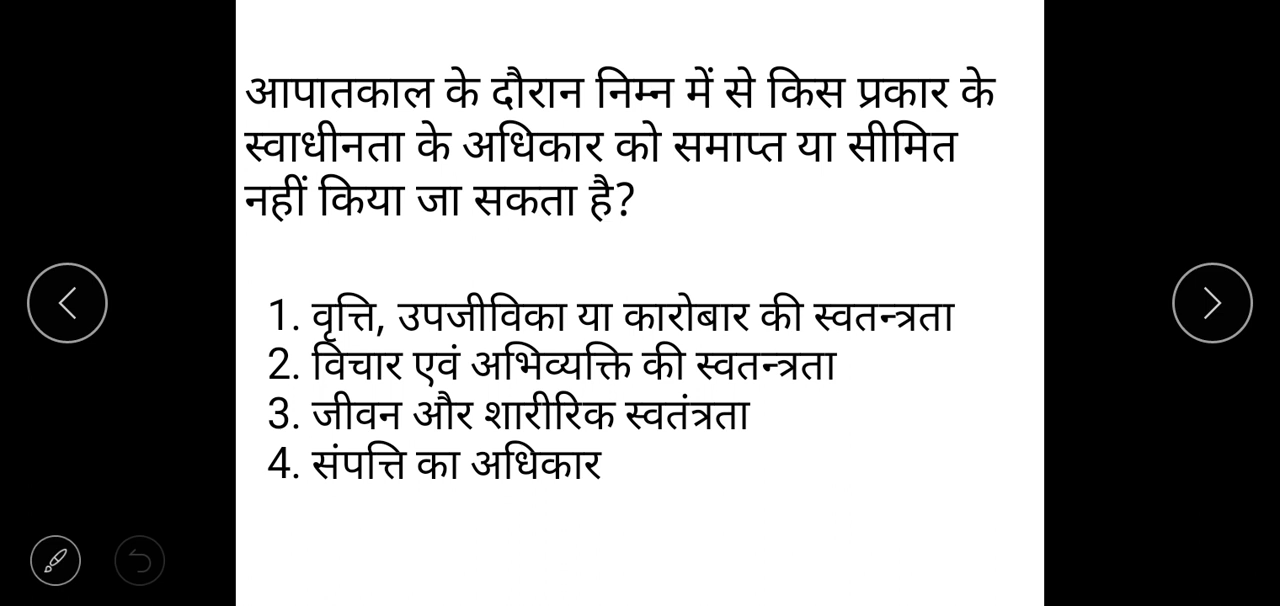 आपातकाल के दौरान निम्न में से किस प्रकार के
स्वाधीनता के अधिकार को समाप्त या सीमित
नहीं किया जा सकता है?
1. वृत्ति, उपजीविका या कारोबार की स्वतन्त्रता
2. विचार एवं अभिव्यक्ति की स्वतन्त्रता
3. जीवन और शारीरिक स्वतंत्रता
4. संपत्ति का अधिकार